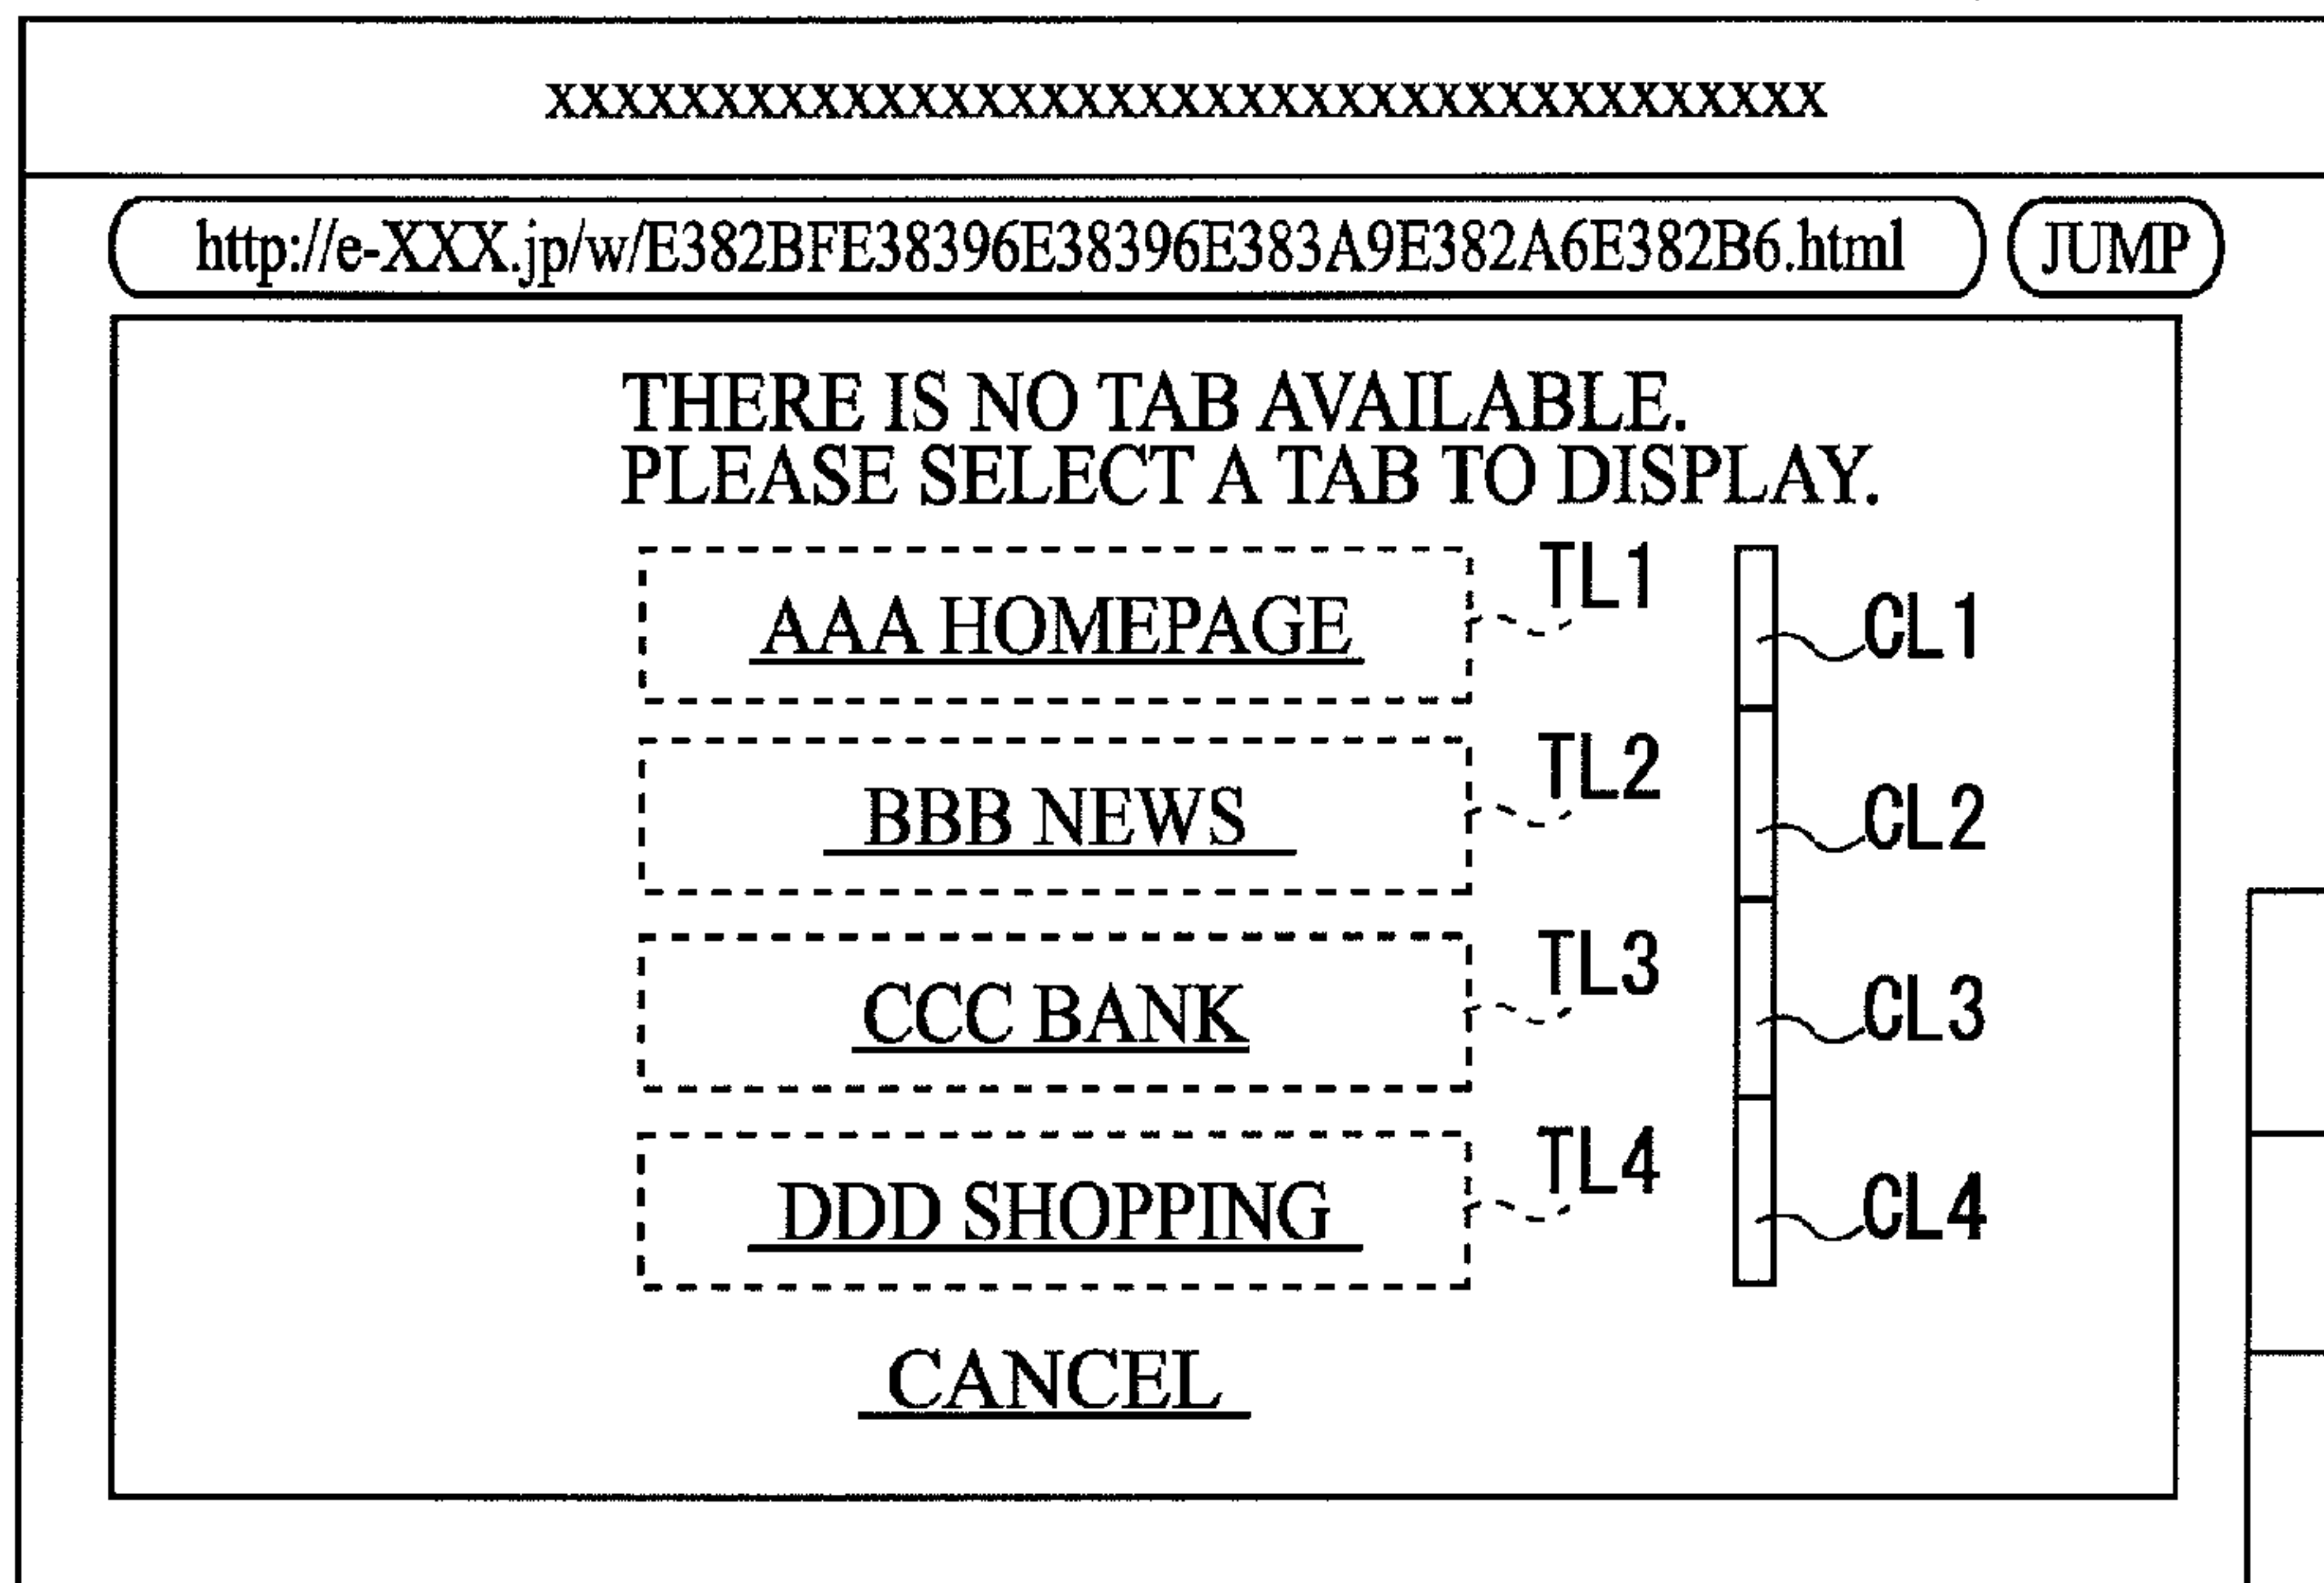 XXXXXXXXXXXXXXXXXXXXXXXXXXXXXXXXXXXXXXX
http://e-XXX.jp/w/E382BFE38396E38396E383A9E382A6E382B6.html JUMP
THERE IS NO TAB AVAILABLE.
PLEASE SELECT A TAB TO DISPLAY.
AAA HOMEPAGE TL1 CL1
BBB NEWS TL2 CL2
CCC BANK TL3 CL3
DDD SHOPPING TL4 CL4
CANCEL